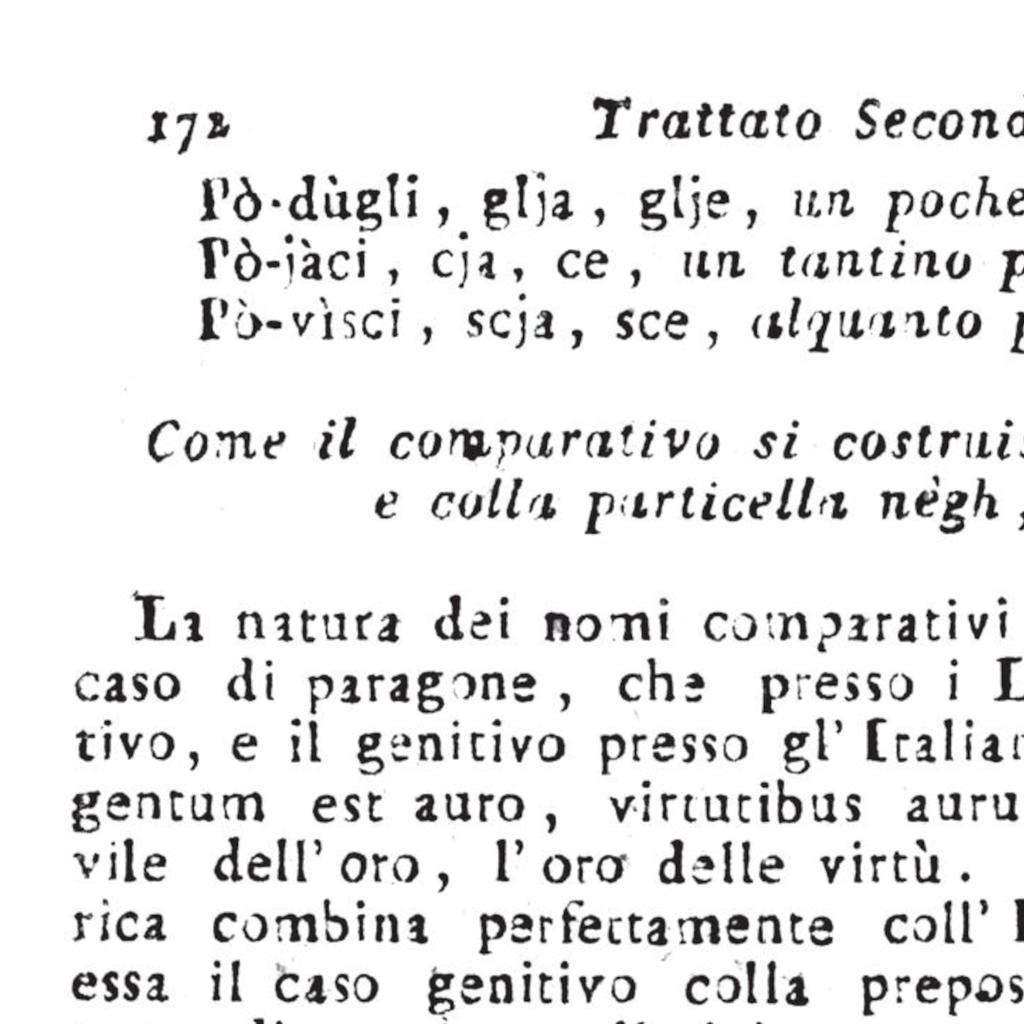 172 Trattato Second
Pò-dùgli, glja, glje, un poche
Pò-jàci, cja, ce, un tantino p
Pò-vìsci, scja, sce, alquanto p
Come il comparativo si costruis
e colla particella nègh,
La natura dei nomi comparativi
caso di paragone, che presso i L
tivo, e il genitivo presso gl' Italian
gentum est auro, virtutibus auru
vile dell' oro, l' oro delle virtù.
rica combina perfettamente coll' I
essa il caso genitivo colla prepos